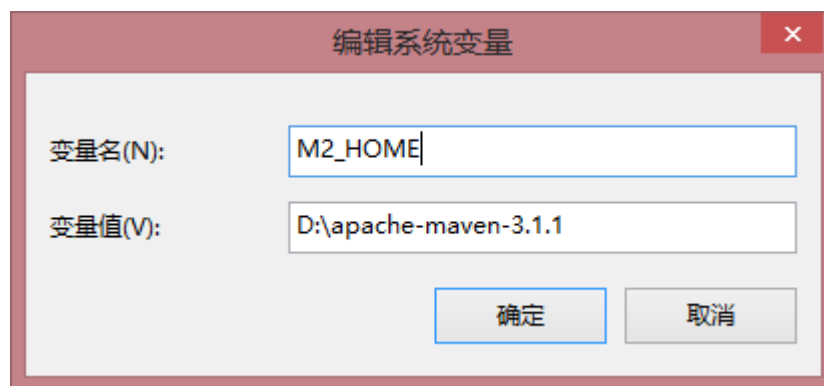 编辑系统变量
变量名(N): M2_HOME
变量值(V): D:\apache-maven-3.1.1
确定 取消